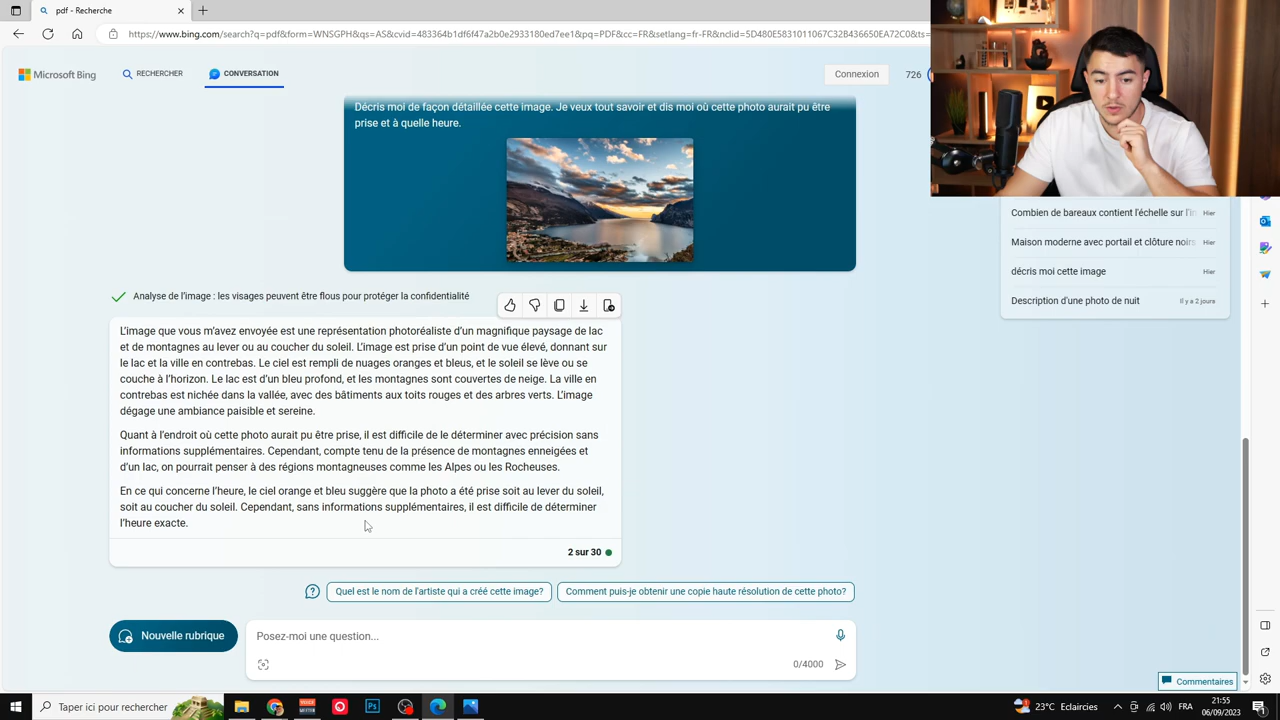 pdf - Recherche
https://www.bing.com/search?q=pdf&form=WNSGPH&qs=AS&cvid=483364b1df6f47a2b0e2933180ed7ee1&pq=PDF&cc=FR&setlang=fr-FR&nclid=5D480E5831011067C32B436650EA72C0&ts=
Microsoft Bing
RECHERCHER
CONVERSATION
Connexion
726
Décris moi de façon détaillée cette image. Je veux tout savoir et dis moi où cette photo aurait pu être
prise et à quelle heure.
Combien de bareaux contient l'échelle sur l'in
Hier
Maison moderne avec portail et clôture noirs
Hier
décris moi cette image
Hier
Description d'une photo de nuit
Il y a 2 jours
Analyse de l'image : les visages peuvent être flous pour protéger la confidentialité
L'image que vous m'avez envoyée est une représentation photoréaliste d'un magnifique paysage de lac
et de montagnes au lever ou au coucher du soleil. L'image est prise d'un point de vue élevé, donnant sur
le lac et la ville en contrebas. Le ciel est rempli de nuages oranges et bleus, et le soleil se lève ou se
couche à l'horizon. Le lac est d'un bleu profond, et les montagnes sont couvertes de neige. La ville en
contrebas est nichée dans la vallée, avec des bâtiments aux toits rouges et des arbres verts. L'image
dégage une ambiance paisible et sereine.
Quant à l'endroit où cette photo aurait pu être prise, il est difficile de le déterminer avec précision sans
informations supplémentaires. Cependant, compte tenu de la présence de montagnes enneigées et
d'un lac, on pourrait penser à des régions montagneuses comme les Alpes ou les Rocheuses.
En ce qui concerne l'heure, le ciel orange et bleu suggère que la photo a été prise soit au lever du soleil,
soit au coucher du soleil. Cependant, sans informations supplémentaires, il est difficile de déterminer
l'heure exacte.
2 sur 30
Quel est le nom de l'artiste qui a créé cette image?
Comment puis-je obtenir une copie haute résolution de cette photo?
Nouvelle rubrique
Posez-moi une question...
0/4000
Commentaires
Taper ici pour rechercher
Ps
23°C Eclaircies
FRA
21:55
06/09/2023